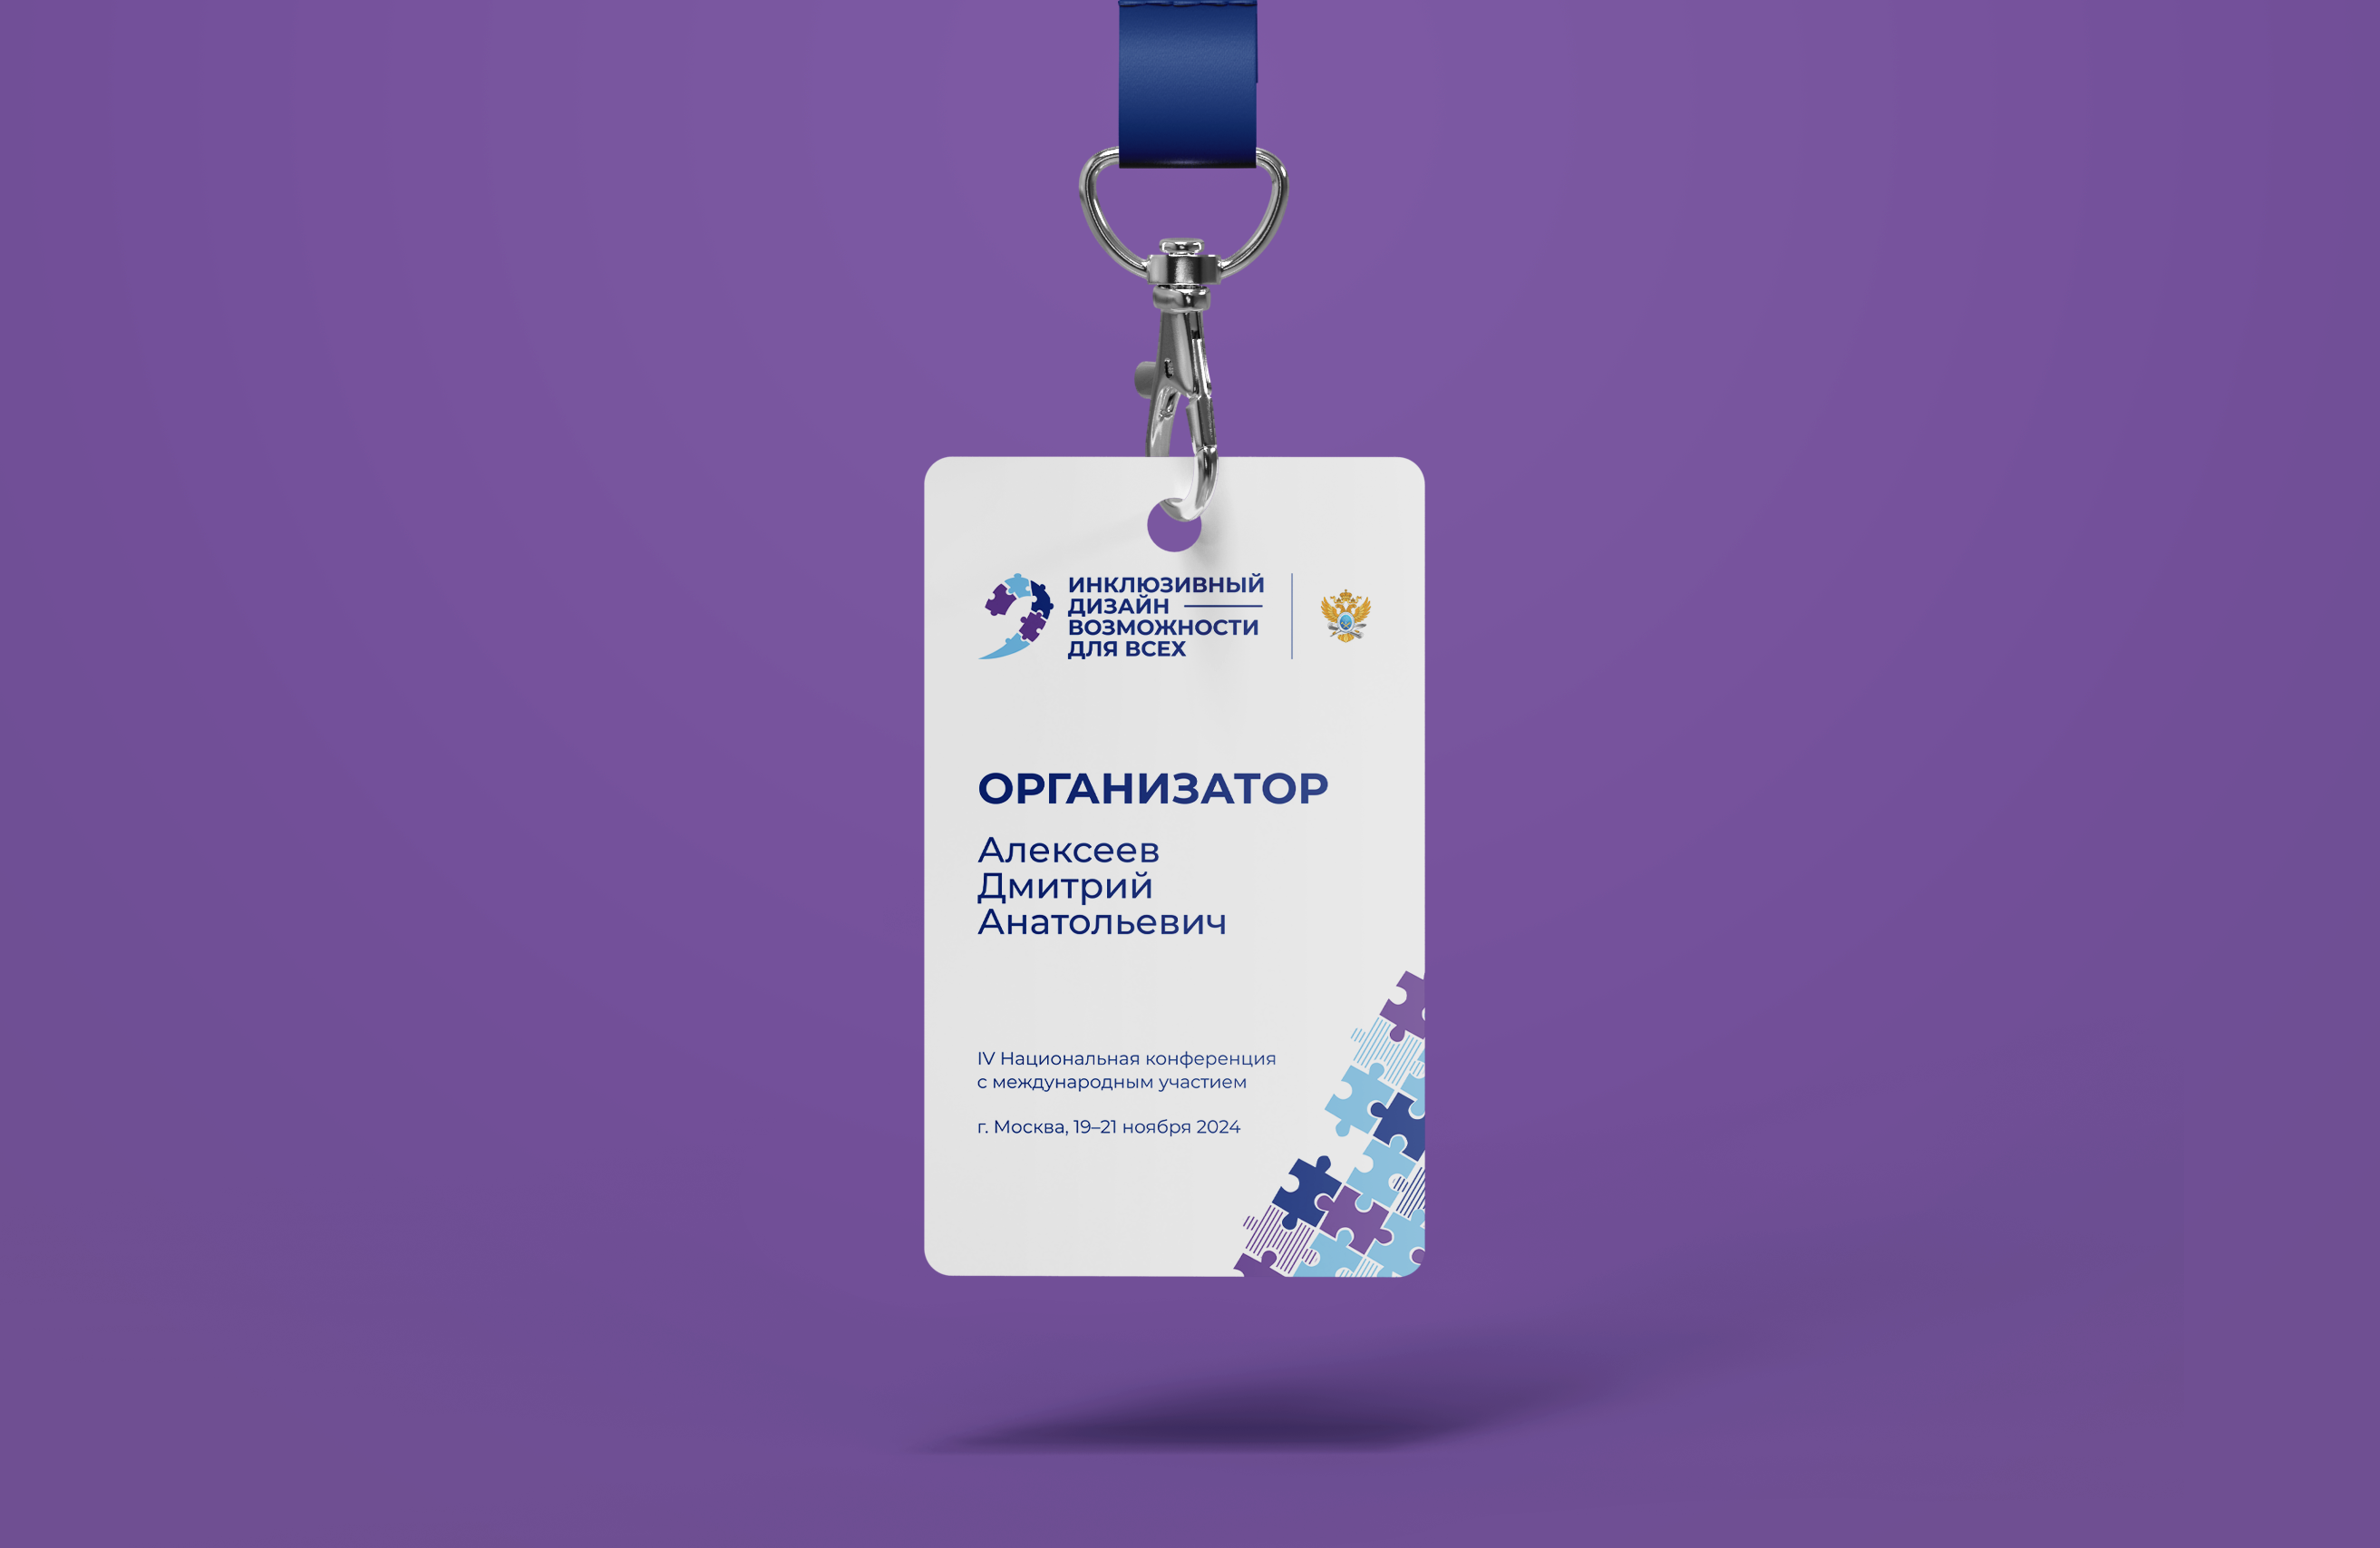 ИНКЛЮЗИВНЫЙ
ДИЗАЙН
ВОЗМОЖНОСТИ
ДЛЯ ВСЕХ
ОРГАНИЗАТОР
Алексеев
Дмитрий
Анатольевич
IV Национальная конференция
с международным участием
г. Москва, 19–21 ноября 2024